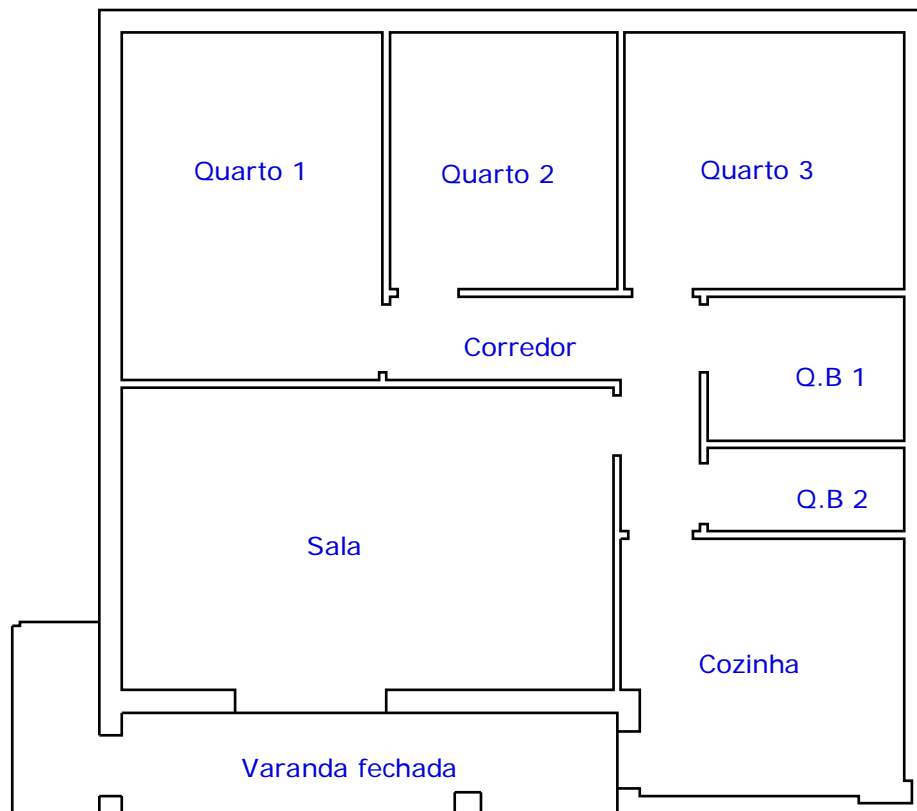 Quarto 1
Quarto 2
Quarto 3
Corredor
Q.B 1
Q.B 2
Sala
Cozinha
Varanda fechada